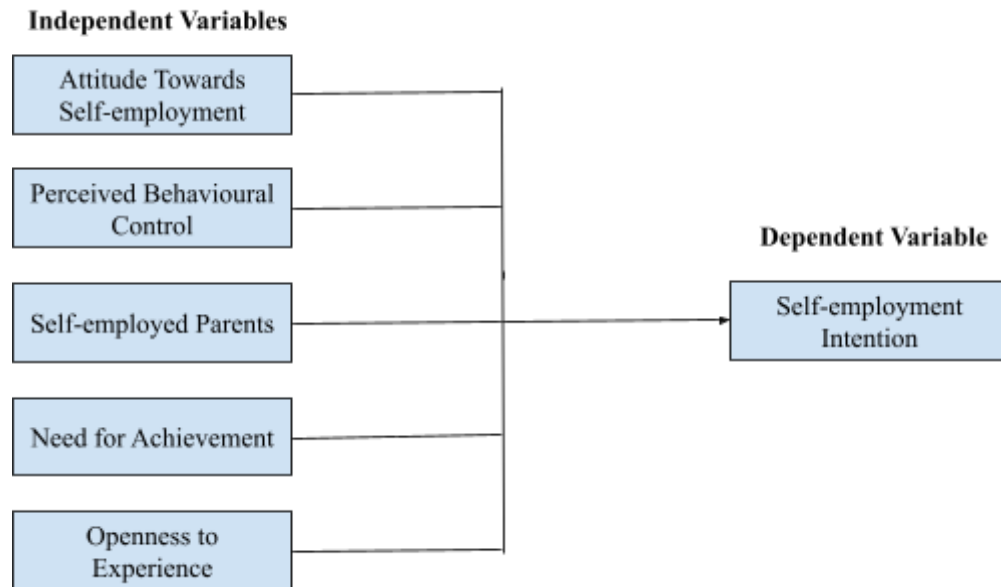 Independent Variables
Attitude Towards
Self-employment
Perceived Behavioural
Control
Self-employed Parents
Need for Achievement
Openness to
Experience
Dependent Variable
Self-employment
Intention